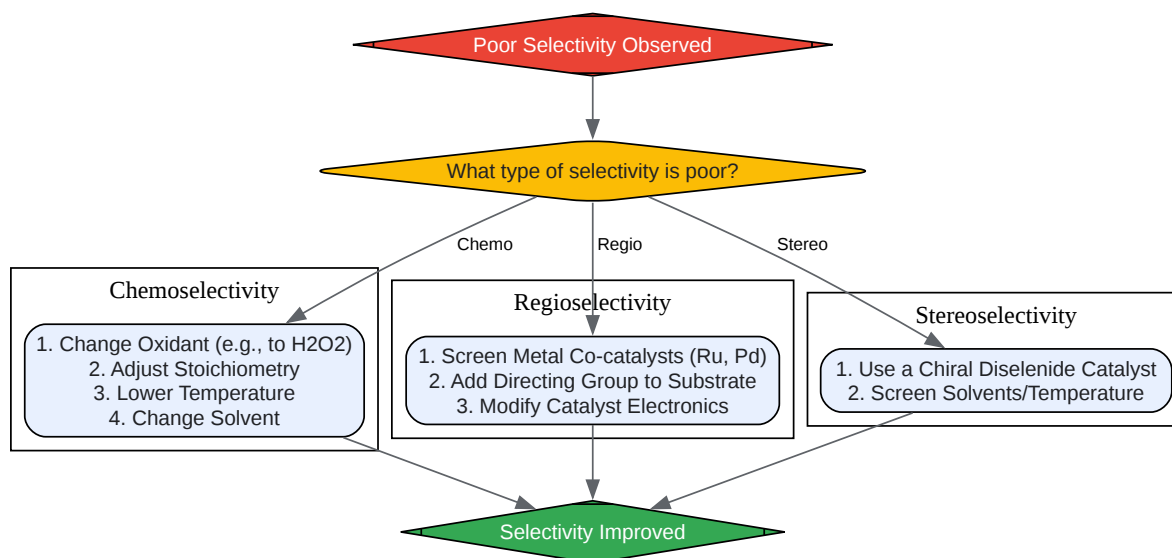 Poor Selectivity Observed
What type of selectivity is poor?
Chemo
Regio
Stereo
Chemoselectivity
1. Change Oxidant (e.g., to H2O2)
2. Adjust Stoichiometry
3. Lower Temperature
4. Change Solvent
Regioselectivity
1. Screen Metal Co-catalysts (Ru, Pd)
2. Add Directing Group to Substrate
3. Modify Catalyst Electronics
Stereoselectivity
1. Use a Chiral Diselenide Catalyst
2. Screen Solvents/Temperature
Selectivity Improved